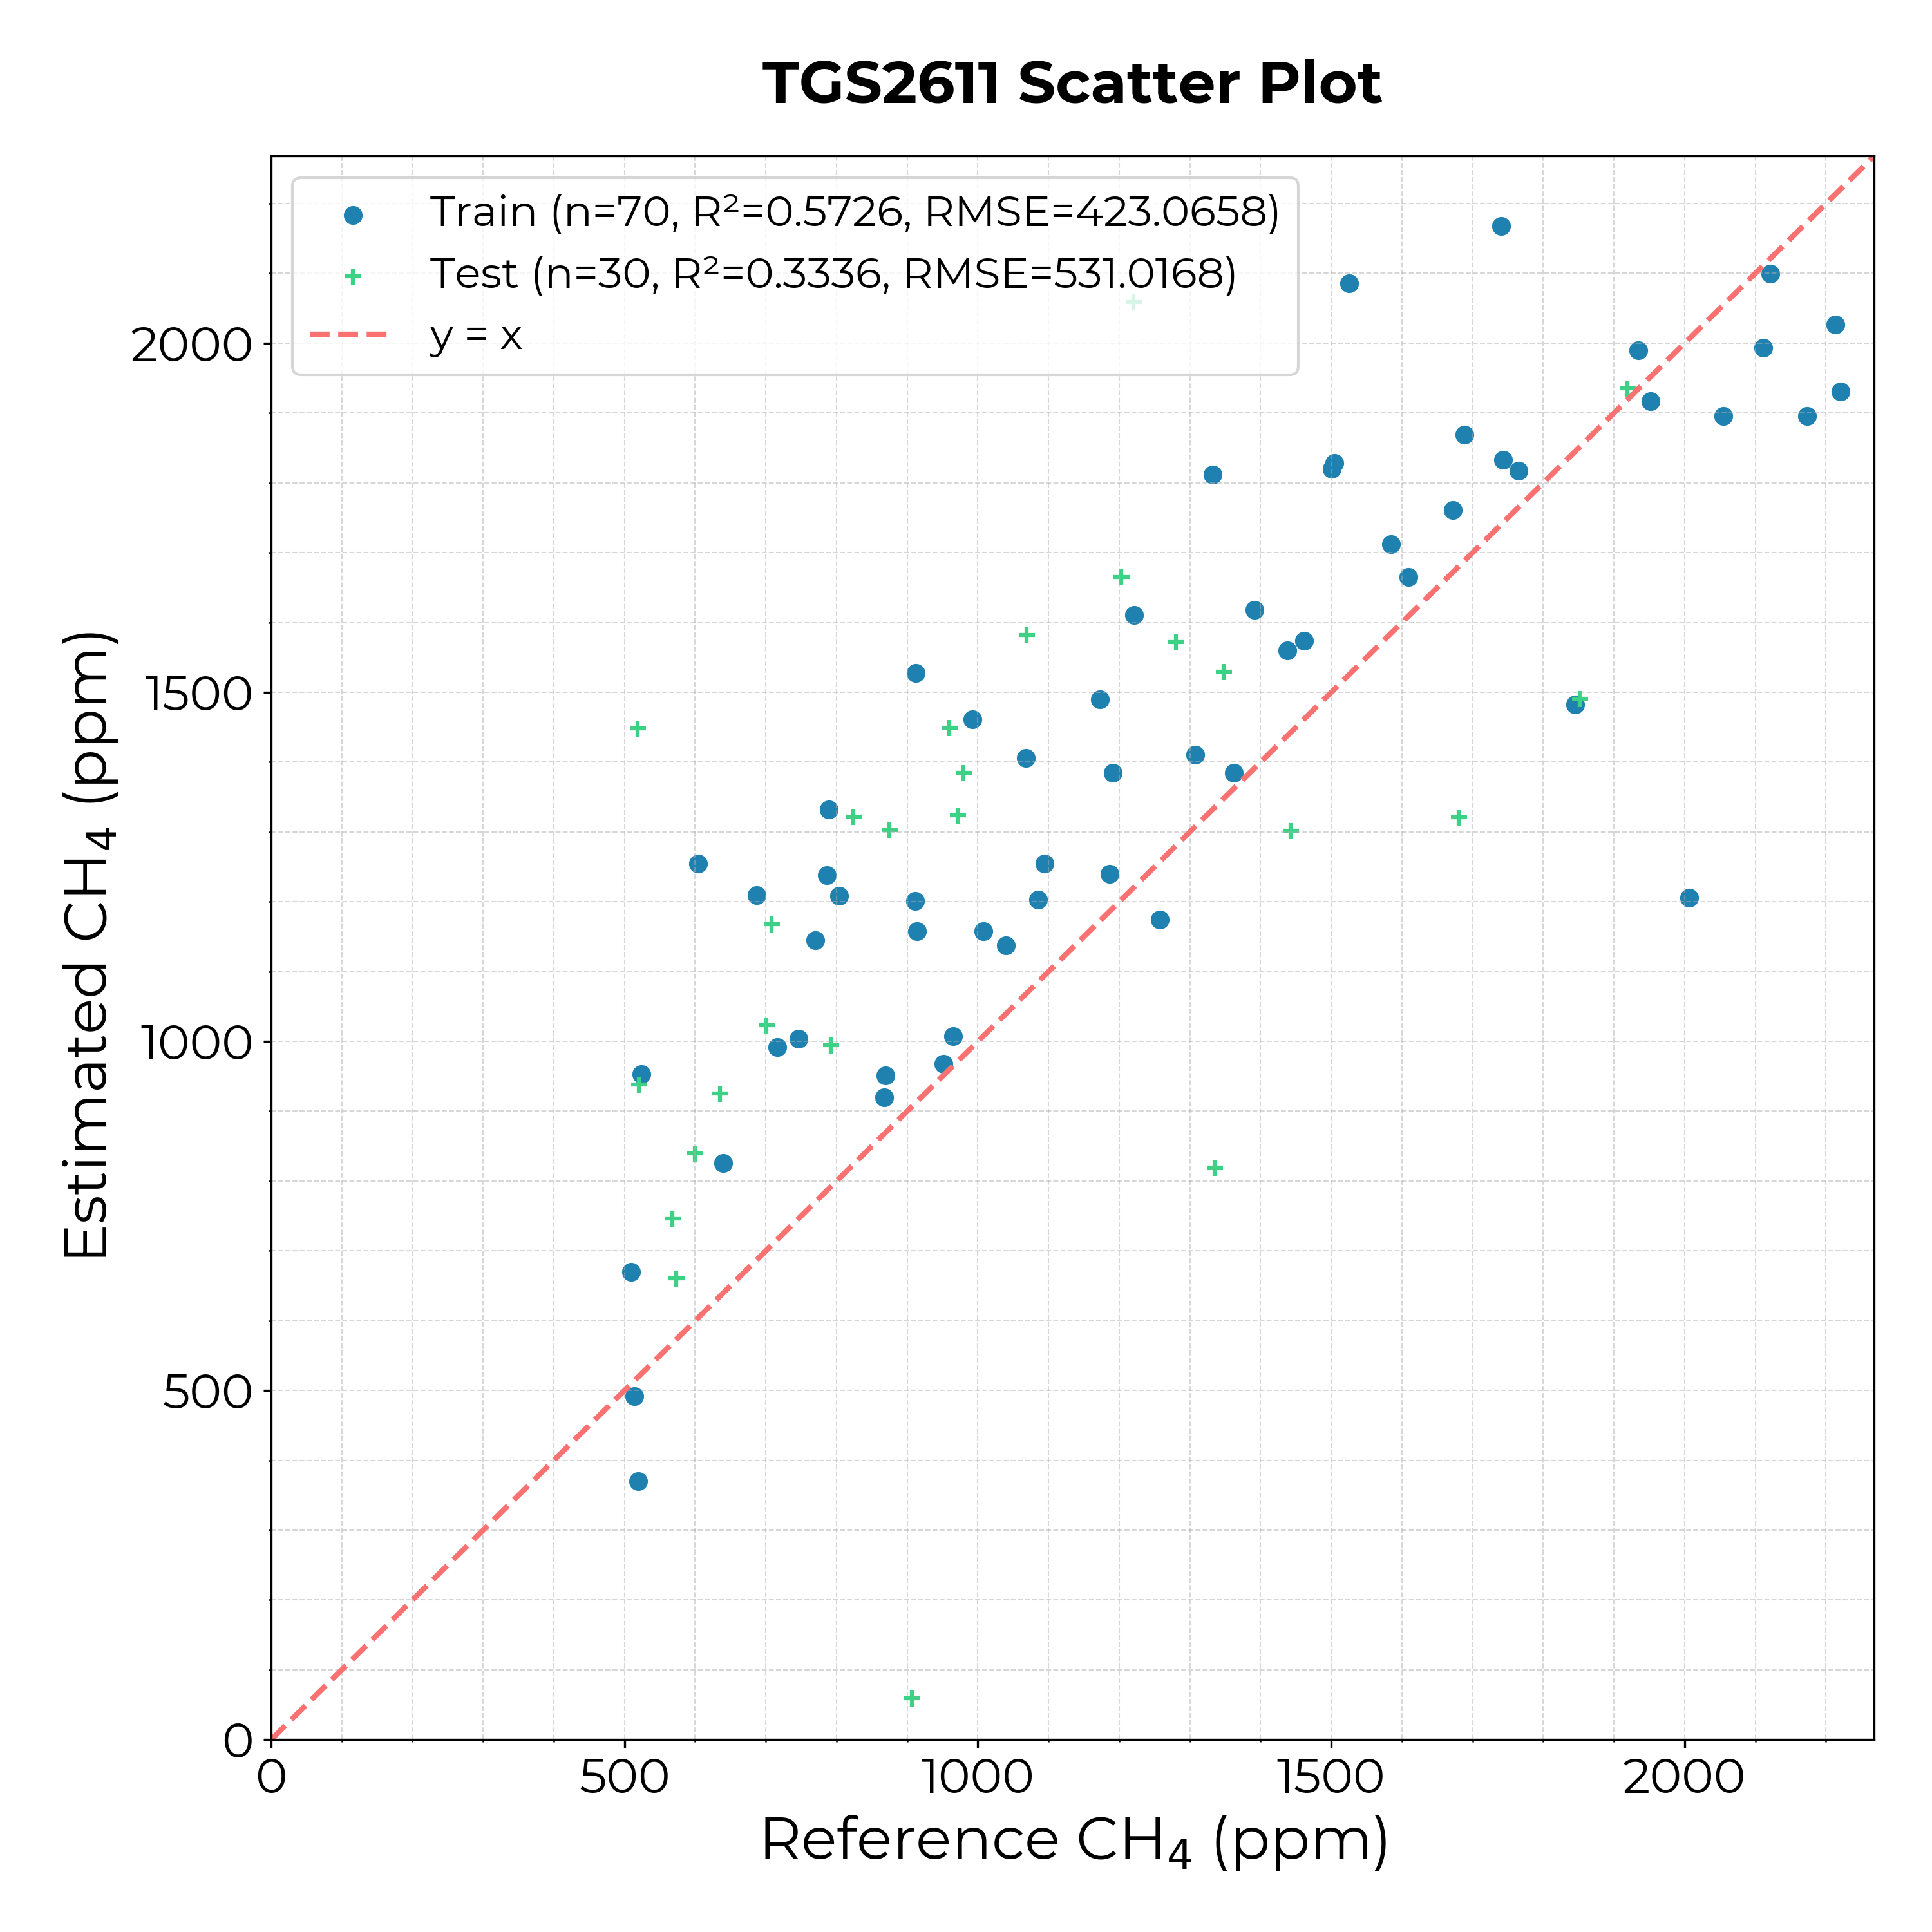 TGS2611 Scatter Plot
Train (n=70, R²=0.5726, RMSE=423.0658)
Test (n=30, R²=0.3336, RMSE=531.0168)
y = x
Estimated CH₄ (ppm)
2000
1500
1000
500
0
0 500 1000 1500 2000
Reference CH₄ (ppm)